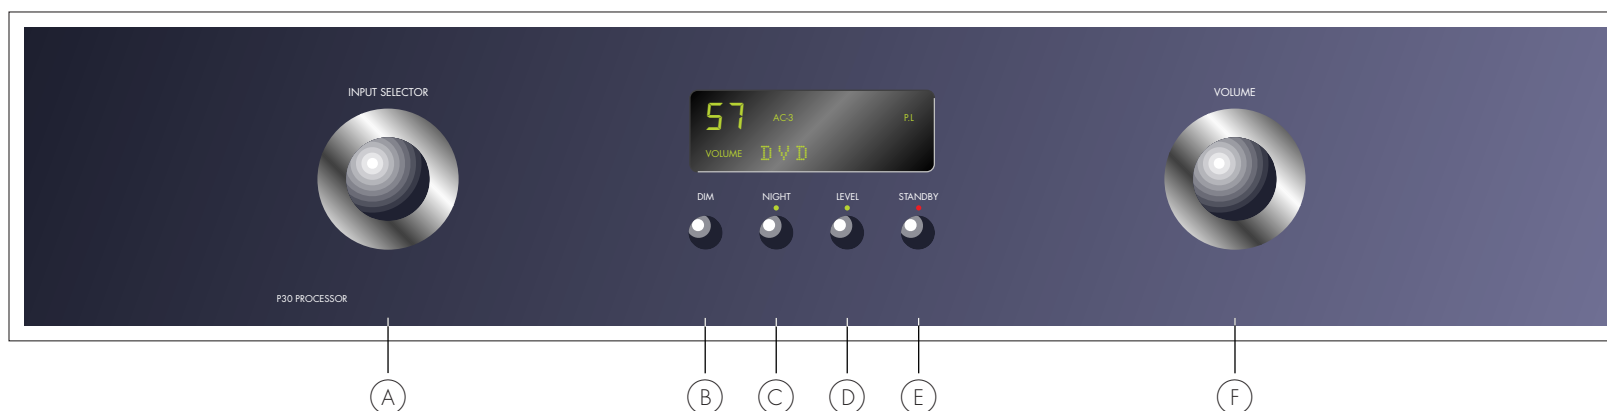 INPUT SELECTOR
VOLUME
57 AC-3 P.L
VOLUME DVD
DIM NIGHT LEVEL STANDBY
P30 PROCESSOR
A B C D E F